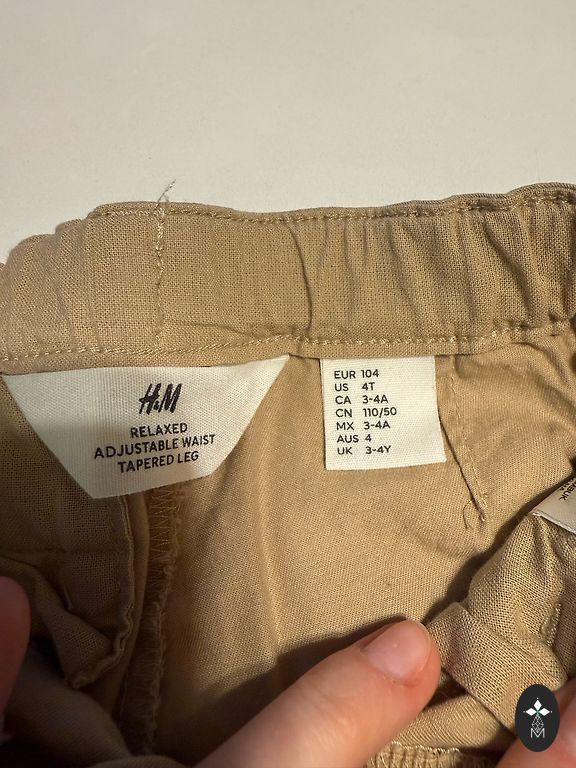 H&M
RELAXED
ADJUSTABLE WAIST
TAPERED LEG
EUR 104
US 4T
CA 3-4A
CN 110/50
MX 3-4A
AUS 4
UK 3-4Y
M